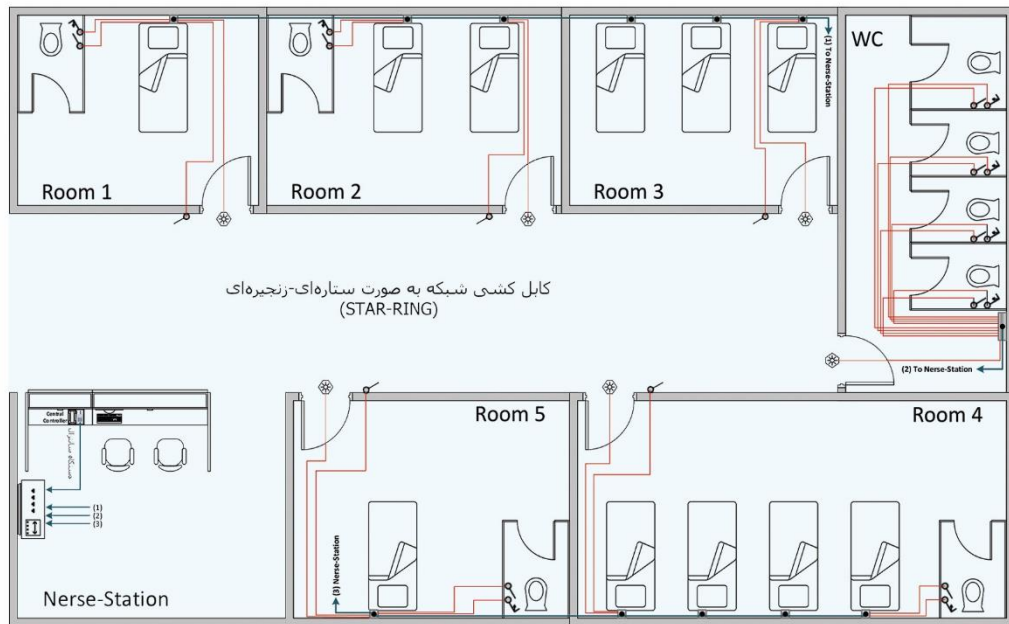 WC
(1) To Nerse-Station
Room 1
Room 2
Room 3
کابل کشی شبکه به صورت ستاره‌ای-زنجیره‌ای
(STAR-RING)
(2) To Nerse-Station
Room 5
Room 4
Central
Controller
دستگاه سانترال
(1)
(2)
(3)
(3) Nerse-Station
Nerse-Station